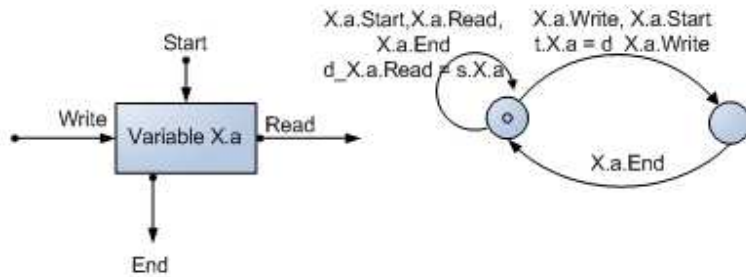 Start
Write
Variable X.a
Read
End
X.a.Start,X.a.Read,
X.a.End
d_X.a.Read = s.X.a
X.a.Write, X.a.Start
t.X.a = d_X.a.Write
X.a.End